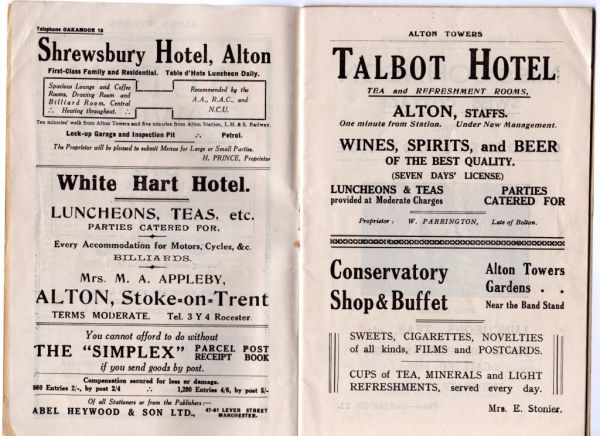 Telephone OAKAMOOR 18
Shrewsbury Hotel, Alton
First-Class Family and Residential. Table d'Hote Luncheon Daily.
Spacious Lounge and Coffee
Rooms, Drawing Room and
Billiard Room, Central
∴ Heating throughout. ∴
Recommended by the
A.A., R.A.C., and
N.C.U.
Ten minutes' walk from Alton Towers and five minutes from Alton Station, L.M.& S. Railway.
Lock-up Garage and Inspection Pit ∴ Petrol.
The Proprietor will be pleased to submit Menus for Large or Small Parties.
H. PRINCE, Proprietor
White Hart Hotel.
LUNCHEONS, TEAS, etc.
PARTIES CATERED FOR.
Every Accommodation for Motors, Cycles, &c.
BILLIARDS.
Mrs. M. A. APPLEBY,
ALTON, Stoke-on-Trent
TERMS MODERATE. Tel. 3 Y 4 Rocester.
You cannot afford to do without
THE "SIMPLEX" PARCEL POST
RECEIPT BOOK
if you send goods by post.
Compensation secured for loss or damage.
560 Entries 2/-, by post 2/4 ∴ 1,280 Entries 4/6, by post 5/-
Of all Stationers or from the Publishers:—
ABEL HEYWOOD & SON LTD., 47-61 LEVER STREET
MANCHESTER.
ALTON TOWERS
TALBOT HOTEL
TEA and REFRESHMENT ROOMS,
ALTON, STAFFS.
One minute from Station. Under New Management.
WINES, SPIRITS, and BEER
OF THE BEST QUALITY.
(SEVEN DAYS' LICENSE)
LUNCHEONS & TEAS
provided at Moderate Charges
PARTIES
CATERED FOR
Proprietor, W. PARRINGTON, Late of Bolton.
Conservatory
Shop & Buffet
Alton Towers
Gardens . .
Near the Band Stand
SWEETS, CIGARETTES, NOVELTIES
of all kinds, FILMS and POSTCARDS.
CUPS of TEA, MINERALS and LIGHT
REFRESHMENTS, served every day.
Mrs. E. Stonier.